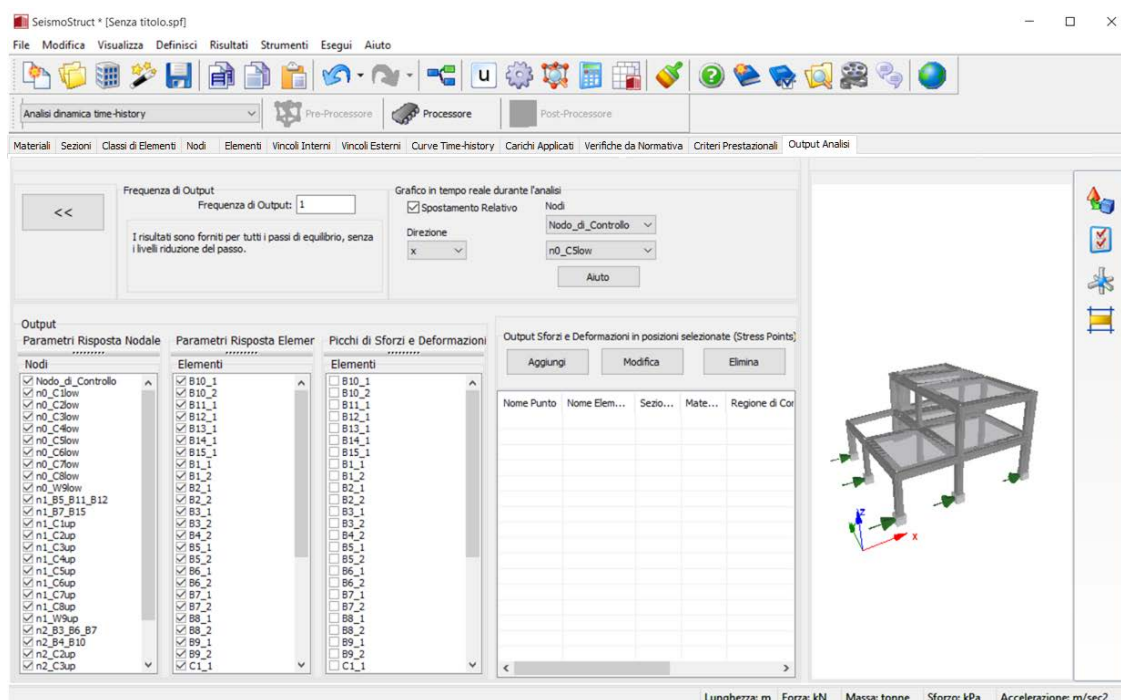 SeismoStruct * [Senza titolo.spf]
File Modifica Visualizza Definisci Risultati Strumenti Esegui Aiuto
u
Analisi dinamica time-history Pre-Processore Processore Post-Processore
Materiali Sezioni Classi di Elementi Nodi Elementi Vincoli Interni Vincoli Esterni Curve Time-history Carichi Applicati Verifiche da Normativa Criteri Prestazionali Output Analisi
<<
Frequenza di Output
Frequenza di Output: 1
I risultati sono forniti per tutti i passi di equilibrio, senza
i livelli riduzione del passo.
Grafico in tempo reale durante l'analisi
Spostamento Relativo
Direzione
x
Nodi
Nodo_di_Controllo
n0_C5low
Aiuto
Output
Parametri Risposta Nodale
Nodi
Nodo_di_Controllo
n0_C1low
n0_C2low
n0_C3low
n0_C4low
n0_C5low
n0_C6low
n0_C7low
n0_C8low
n0_W9low
n1_B5_B11_B12
n1_B7_B15
n1_C1up
n1_C2up
n1_C3up
n1_C4up
n1_C5up
n1_C6up
n1_C7up
n1_C8up
n1_W9up
n2_B3_B6_B7
n2_B4_B10
n2_C2up
n2_C3up
Parametri Risposta Elemer
Elementi
B10_1
B10_2
B11_1
B12_1
B13_1
B14_1
B15_1
B1_1
B1_2
B2_1
B2_2
B3_1
B3_2
B4_2
B5_1
B5_2
B6_1
B6_2
B7_1
B7_2
B8_1
B8_2
B9_1
B9_2
C1_1
Picchi di Sforzi e Deformazioni
Elementi
B10_1
B10_2
B11_1
B12_1
B13_1
B14_1
B15_1
B1_1
B1_2
B2_1
B2_2
B3_1
B3_2
B4_2
B5_1
B5_2
B6_1
B6_2
B7_1
B7_2
B8_1
B8_2
B9_1
B9_2
C1_1
Output Sforzi e Deformazioni in posizioni selezionate (Stress Points)
Aggiungi Modifica Elimina
Nome Punto Nome Elem... Sezio... Mate... Regione di Cor
z
x
Lunghezza: m Forza: kN Massa: tonne Sforzo: kPa Accelerazione: m/sec2